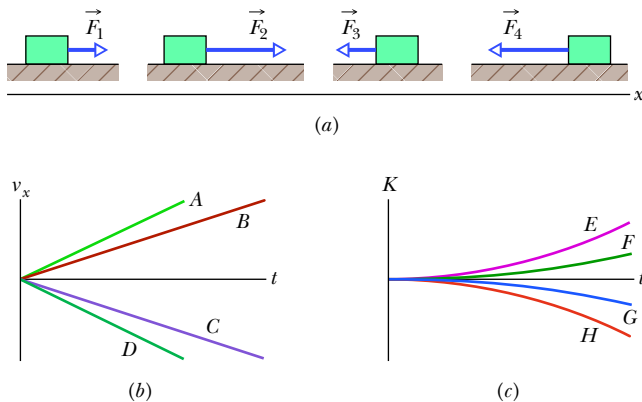 F₁ F₂ F₃ F₄
x
(a)
vₓ K
A E
B F
t t
C G
D H
(b) (c)